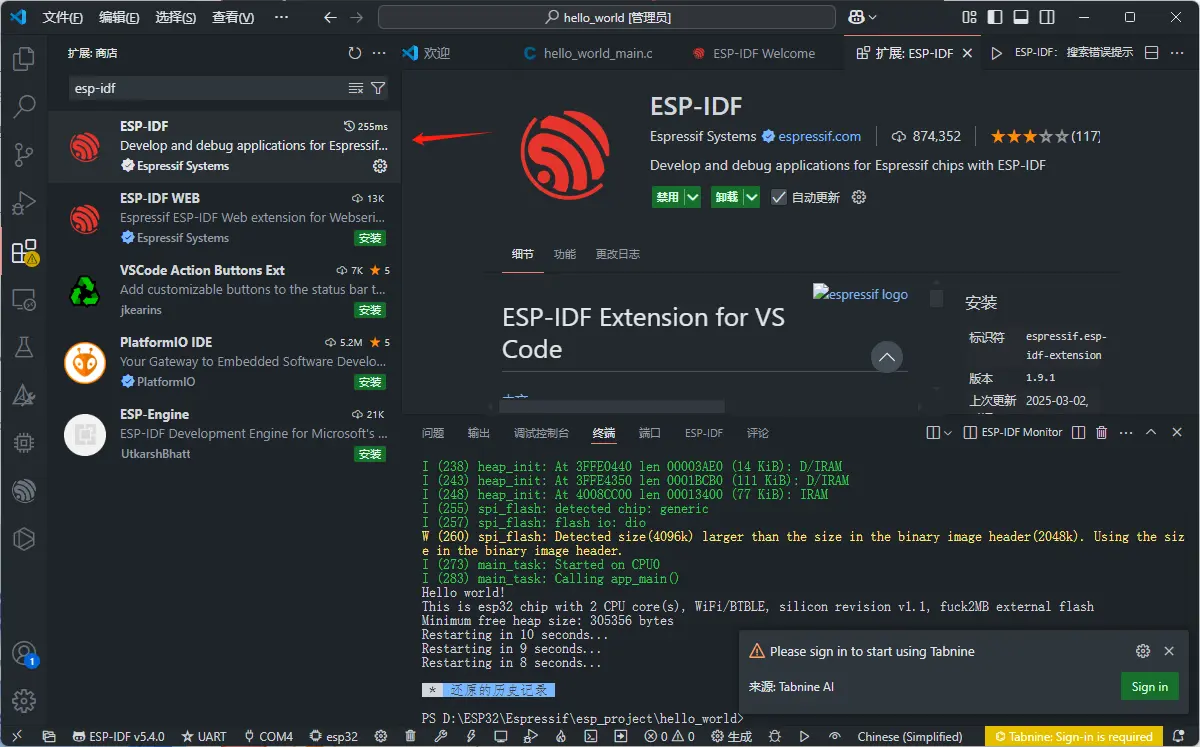 文件(F) 编辑(E) 选择(S) 查看(V) ··· hello_world [管理员]
扩展: 商店
esp-idf
ESP-IDF 255ms
Develop and debug applications for Espressif...
Espressif Systems
ESP-IDF WEB 13K
Espressif ESP-IDF Web extension for Webseri...
Espressif Systems 安装
VSCode Action Buttons Ext 7K ★ 5
Add customizable buttons to the status bar t...
jkearins 安装
PlatformIO IDE 5.2M ★ 5
Your Gateway to Embedded Software Develo...
PlatformIO 安装
ESP-Engine 21K
ESP-IDF Development Engine for Microsoft's ...
UtkarshBhatt 安装
1
欢迎 C hello_world_main.c ESP-IDF Welcome 扩展: ESP-IDF ESP-IDF: 搜索错误提示
ESP-IDF
Espressif Systems espressif.com 874,352 ★★★☆☆(117)
Develop and debug applications for Espressif chips with ESP-IDF
禁用 卸载 自动更新
细节 功能 更改日志
espressif logo
ESP-IDF Extension for VS
Code
安装
标识符 espressif.esp-
idf-extension
版本 1.9.1
上次更新 2025-03-02,
问题 输出 调试控制台 终端 端口 ESP-IDF 评论 ESP-IDF Monitor
I (238) heap_init: At 3FFE0440 len 00003AE0 (14 KiB): D/IRAM
I (243) heap_init: At 3FFE4350 len 0001BCB0 (111 KiB): D/IRAM
I (248) heap_init: At 4008CC00 len 00013400 (77 KiB): IRAM
I (255) spi_flash: detected chip: generic
I (257) spi_flash: flash io: dio
W (260) spi_flash: Detected size(4096k) larger than the size in the binary image header(2048k). Using the siz
e in the binary image header.
I (273) main_task: Started on CPU0
I (283) main_task: Calling app_main()
Hello world!
This is esp32 chip with 2 CPU core(s), WiFi/BTBLE, silicon revision v1.1, fuck2MB external flash
Minimum free heap size: 305356 bytes
Restarting in 10 seconds...
Restarting in 9 seconds...
Restarting in 8 seconds...
* 还原的历史记录
PS D:\ESP32\Espressif\esp_project\hello_world>
Please sign in to start using Tabnine
来源: Tabnine AI Sign in
ESP-IDF v5.4.0 UART COM4 esp32 0 0 生成 Chinese (Simplified) Tabnine: Sign-in is required